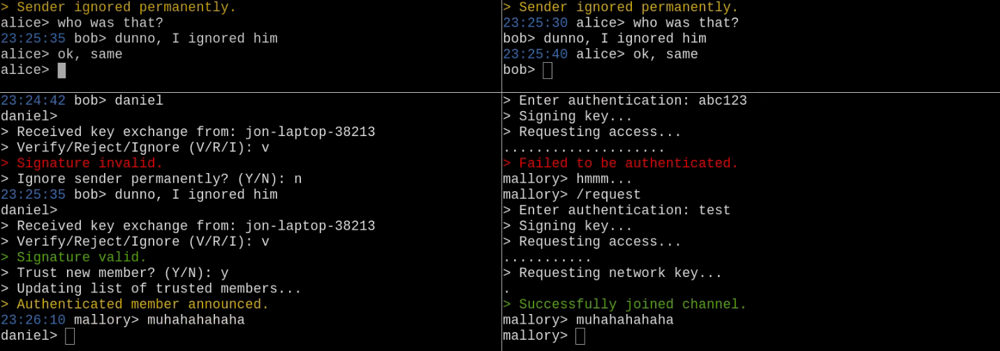 > Sender ignored permanently.
alice> who was that?
23:25:35 bob> dunno, I ignored him
alice> ok, same
alice>
> Sender ignored permanently.
23:25:30 alice> who was that?
bob> dunno, I ignored him
23:25:40 alice> ok, same
bob>
23:24:42 bob> daniel
daniel>
> Received key exchange from: jon-laptop-38213
> Verify/Reject/Ignore (V/R/I): v
> Signature invalid.
> Ignore sender permanently? (Y/N): n
23:25:35 bob> dunno, I ignored him
daniel>
> Received key exchange from: jon-laptop-38213
> Verify/Reject/Ignore (V/R/I): v
> Signature valid.
> Trust new member? (Y/N): y
> Updating list of trusted members...
> Authenticated member announced.
23:26:10 mallory> muhahahahaha
daniel>
> Enter authentication: abc123
> Signing key...
> Requesting access...
....................
> Failed to be authenticated.
mallory> hmmm...
mallory> /request
> Enter authentication: test
> Signing key...
> Requesting access...
...........
> Requesting network key...
.
> Successfully joined channel.
mallory> muhahahahaha
mallory>